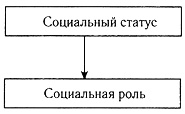 Социальный статус
Социальная роль